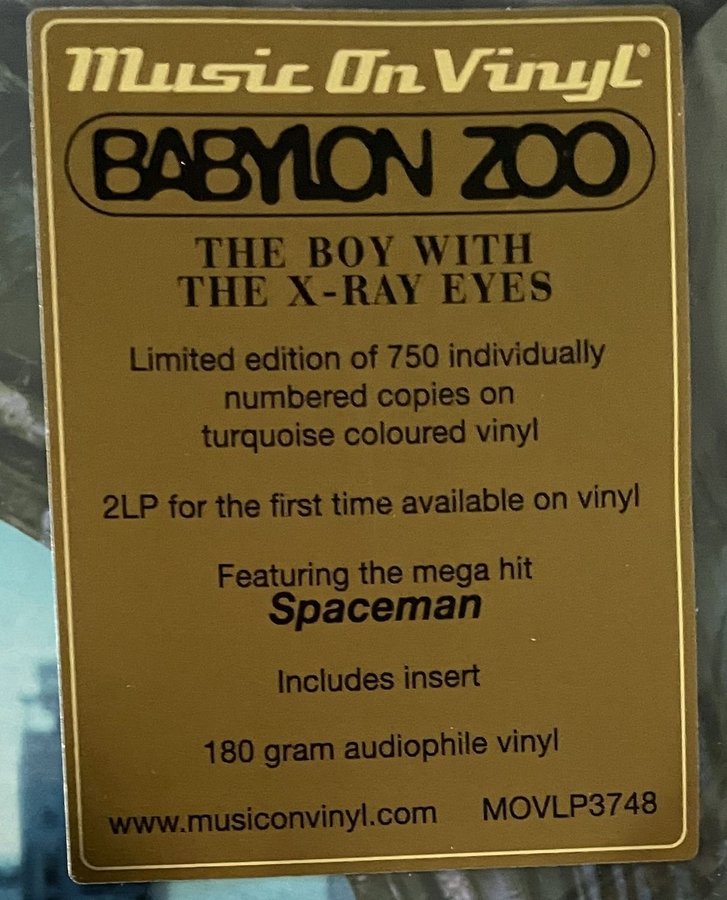 Music On Vinyl®
BABYLON ZOO
THE BOY WITH
THE X-RAY EYES
Limited edition of 750 individually
numbered copies on
turquoise coloured vinyl
2LP for the first time available on vinyl
Featuring the mega hit
Spaceman
Includes insert
180 gram audiophile vinyl
www.musiconvinyl.com MOVLP3748